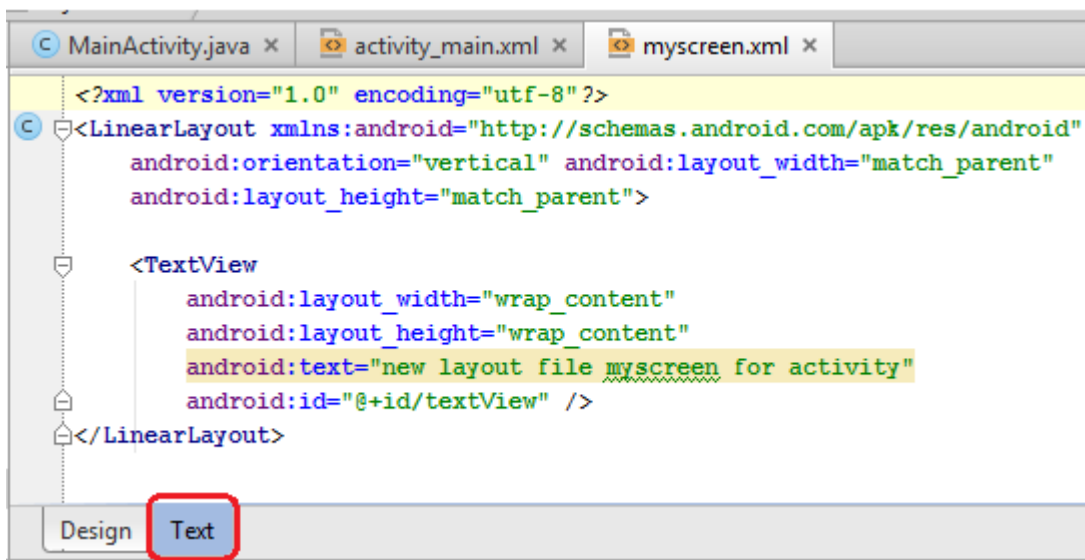 MainActivity.java × activity_main.xml × myscreen.xml ×
<?xml version="1.0" encoding="utf-8"?>
C <LinearLayout xmlns:android="http://schemas.android.com/apk/res/android"
android:orientation="vertical" android:layout_width="match_parent"
android:layout_height="match_parent">
<TextView
android:layout_width="wrap_content"
android:layout_height="wrap_content"
android:text="new layout file myscreen for activity"
android:id="@+id/textView" />
</LinearLayout>
Design Text